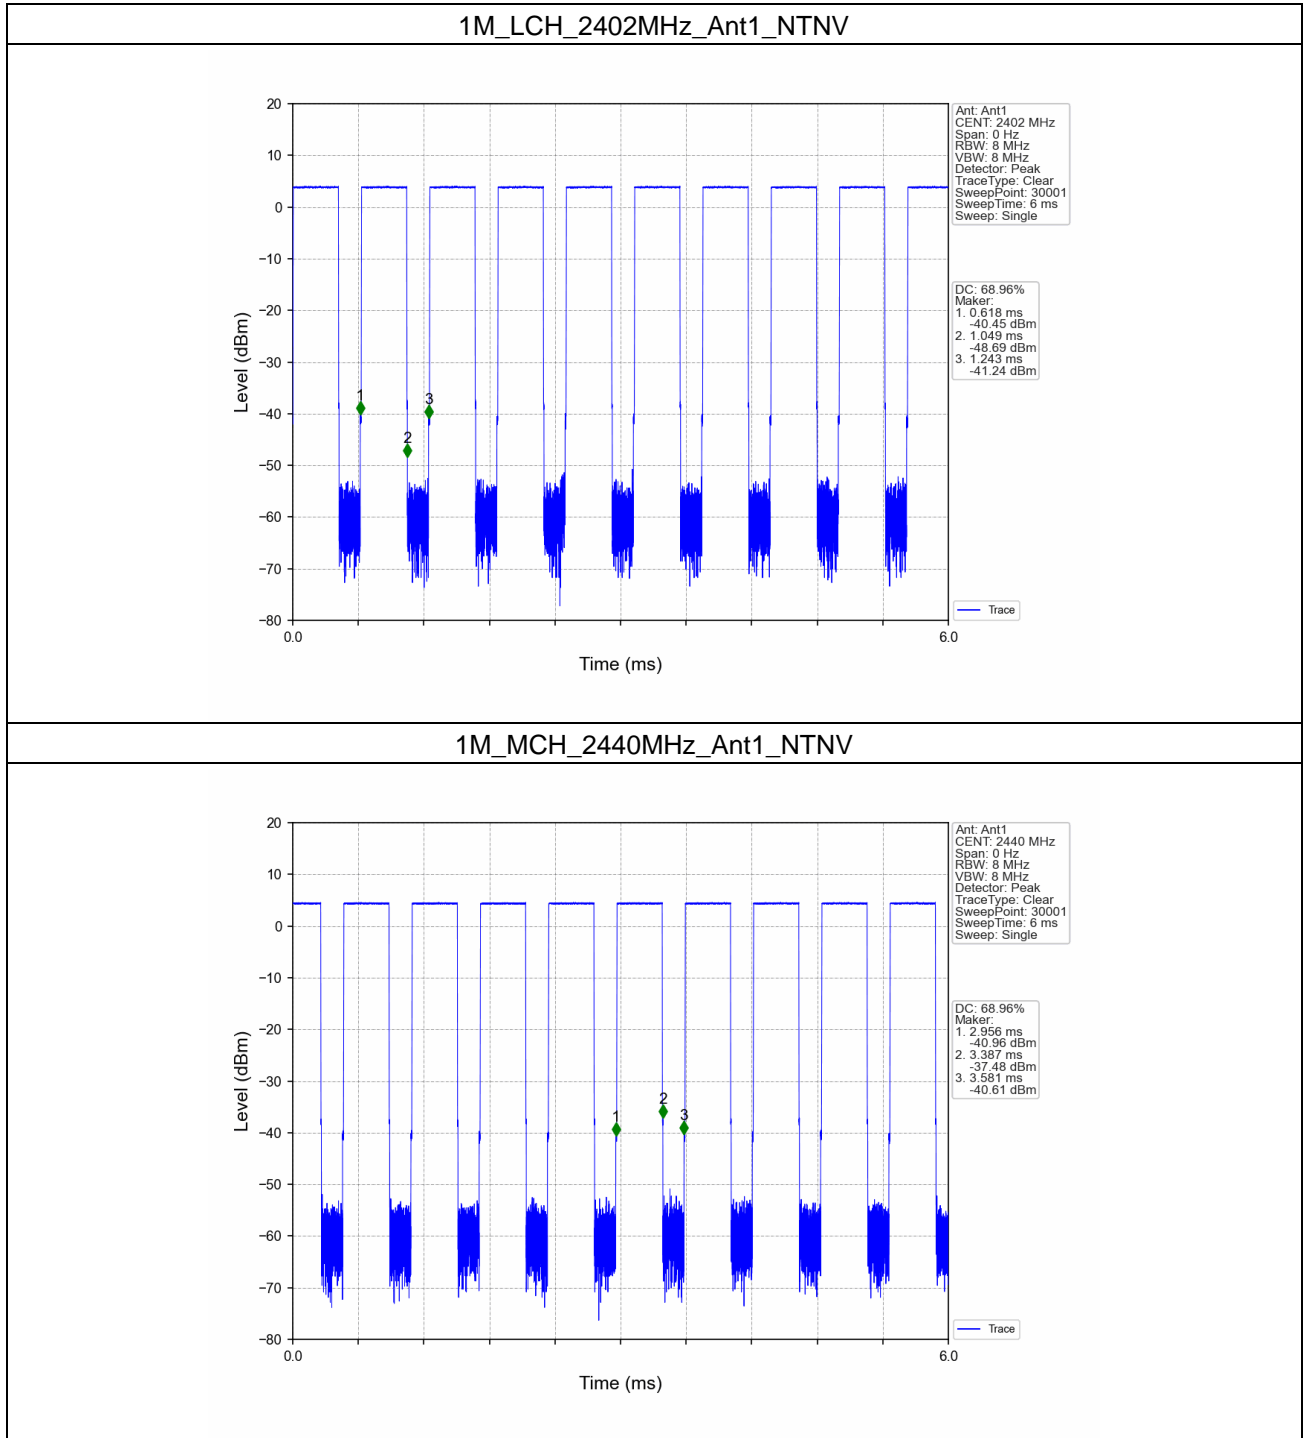 1M_LCH_2402MHz_Ant1_NTNV
20
10
0
−10
−20
−30
−40
−50
−60
−70
−80
Level (dBm)
1
2
3
0.0
6.0
Time (ms)
Ant: Ant1
CENT: 2402 MHz
Span: 0 Hz
RBW: 8 MHz
VBW: 8 MHz
Detector: Peak
TraceType: Clear
SweepPoint: 30001
SweepTime: 6 ms
Sweep: Single
DC: 68.96%
Maker:
1. 0.618 ms
-40.45 dBm
2. 1.049 ms
-48.69 dBm
3. 1.243 ms
-41.24 dBm
Trace
1M_MCH_2440MHz_Ant1_NTNV
20
10
0
−10
−20
−30
−40
−50
−60
−70
−80
Level (dBm)
1
2
3
0.0
6.0
Time (ms)
Ant: Ant1
CENT: 2440 MHz
Span: 0 Hz
RBW: 8 MHz
VBW: 8 MHz
Detector: Peak
TraceType: Clear
SweepPoint: 30001
SweepTime: 6 ms
Sweep: Single
DC: 68.96%
Maker:
1. 2.956 ms
-40.96 dBm
2. 3.387 ms
-37.48 dBm
3. 3.581 ms
-40.61 dBm
Trace